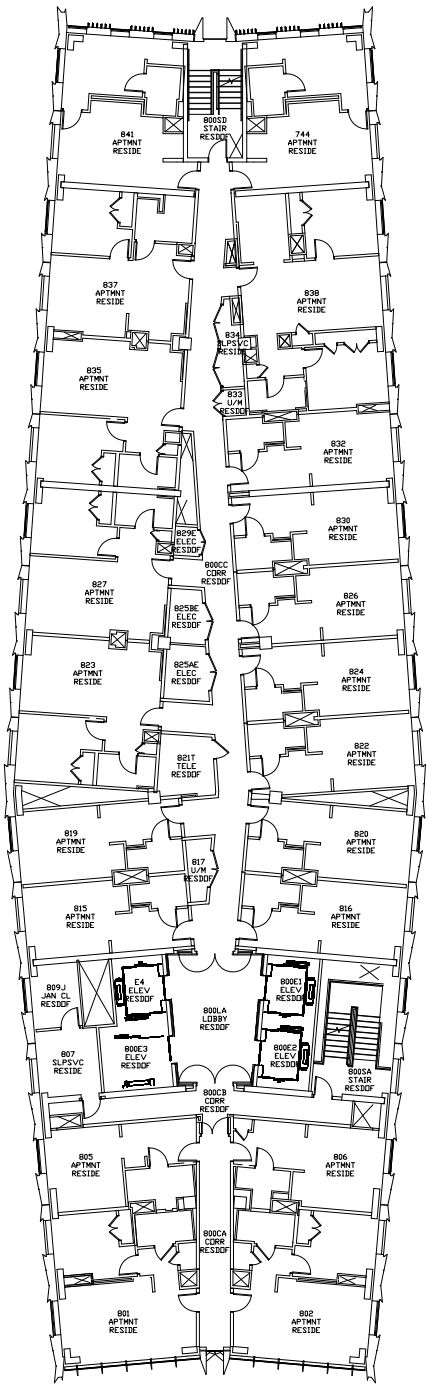 800SD
STAIR
RESDOF
841
APTMNT
RESIDE
744
APTMNT
RESIDE
837
APTMNT
RESIDE
838
APTMNT
RESIDE
834
SLPSVC
RESIDE
835
APTMNT
RESIDE
833
U/M
RESDOF
832
APTMNT
RESIDE
829E
ELEC
RESDOF
830
APTMNT
RESIDE
800CC
CORR
RESDOF
827
APTMNT
RESIDE
825BE
ELEC
RESDOF
826
APTMNT
RESIDE
823
APTMNT
RESIDE
825AE
ELEC
RESDOF
824
APTMNT
RESIDE
821T
TELE
RESDOF
822
APTMNT
RESIDE
819
APTMNT
RESIDE
817
U/M
RESDOF
820
APTMNT
RESIDE
815
APTMNT
RESIDE
816
APTMNT
RESIDE
809J
JAN CL
RESDOF
E4
ELEV
RESDOF
800LA
LOBBY
RESDOF
800E1
ELEV
RESDOF
807
SLPSVC
RESIDE
800E3
ELEV
RESDOF
800E2
ELEV
RESDOF
800SA
STAIR
RESDOF
800CB
CORR
RESDOF
805
APTMNT
RESIDE
806
APTMNT
RESIDE
800CA
CORR
RESDOF
801
APTMNT
RESIDE
802
APTMNT
RESIDE